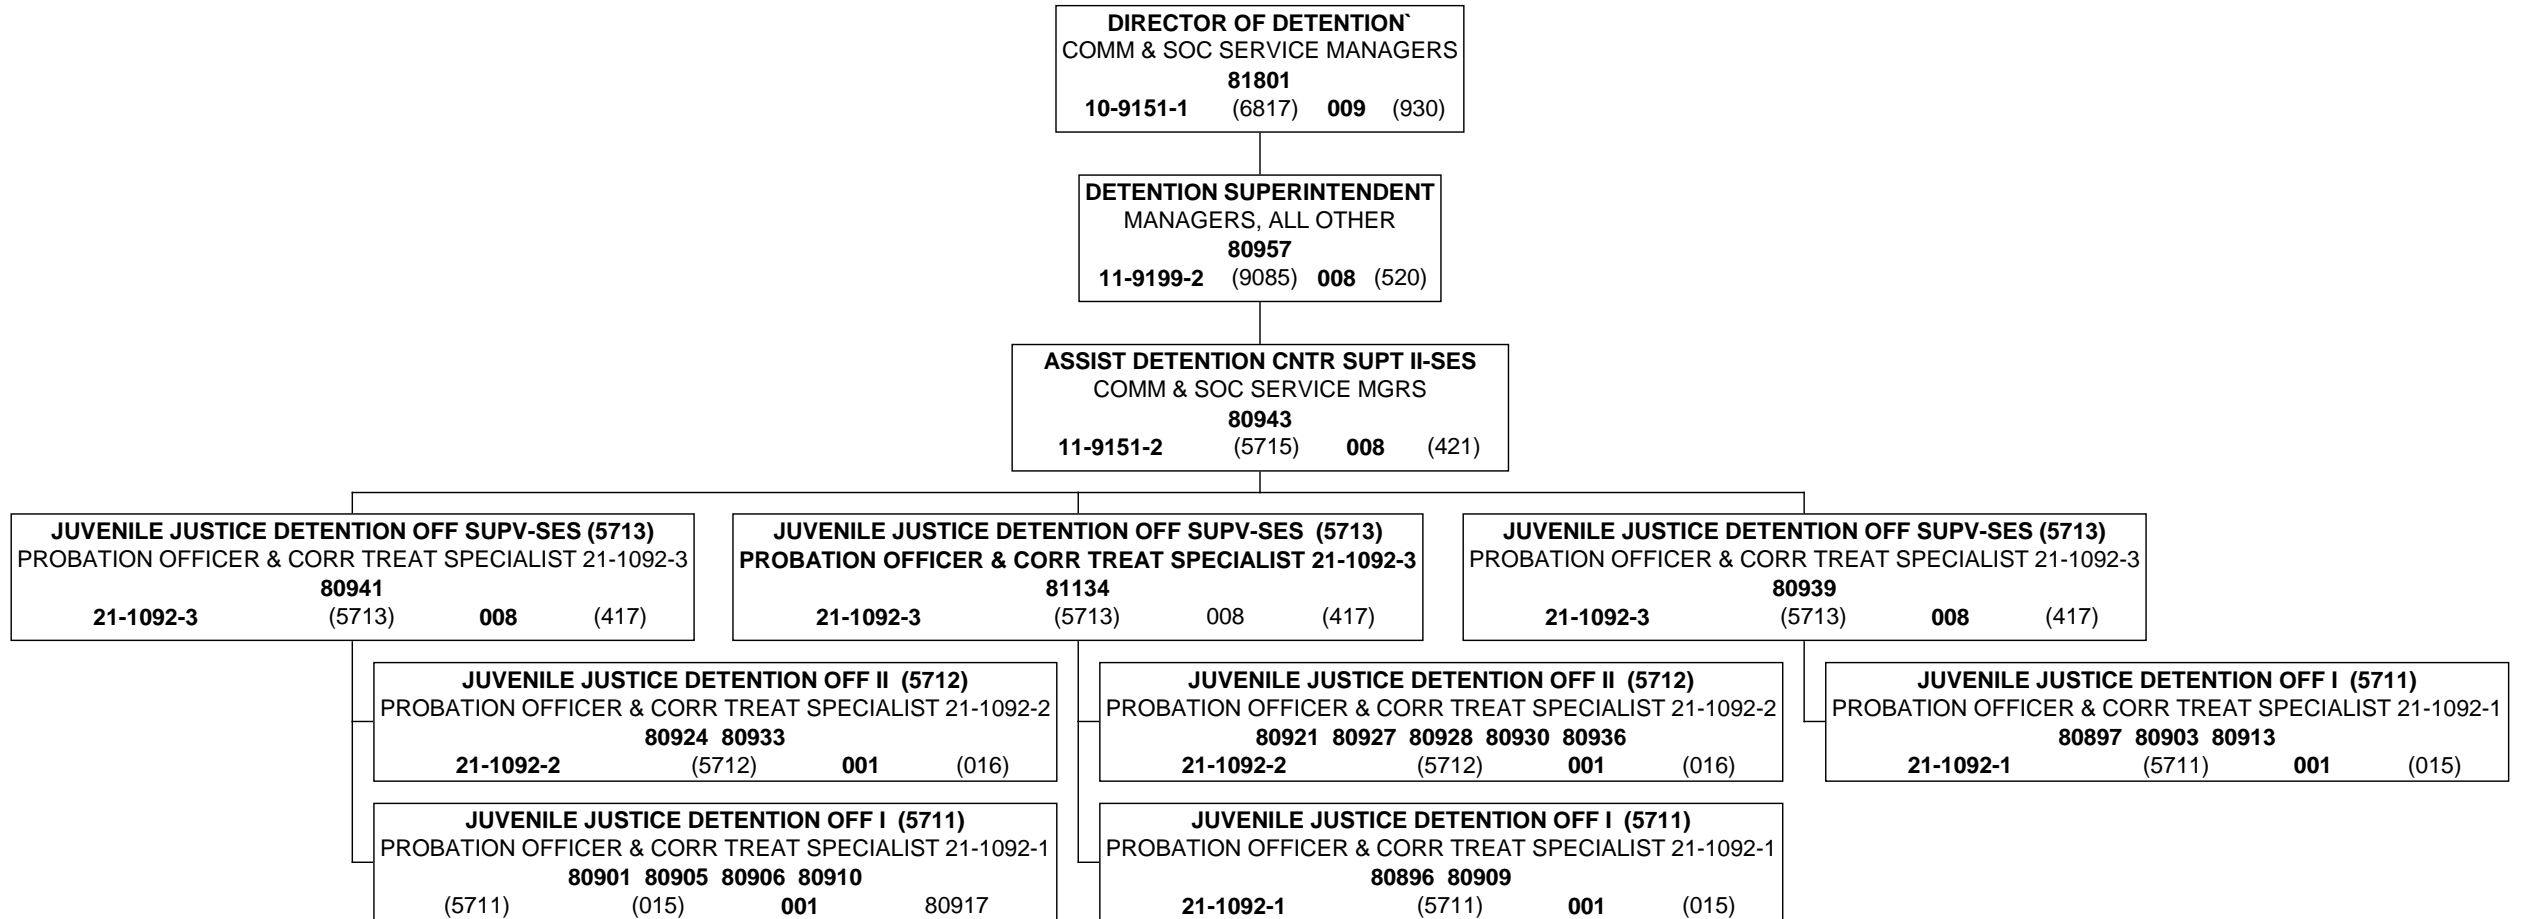 DIRECTOR OF DETENTION`
COMM & SOC SERVICE MANAGERS
81801
10-9151-1 (6817) 009 (930)
DETENTION SUPERINTENDENT
MANAGERS, ALL OTHER
80957
11-9199-2 (9085) 008 (520)
ASSIST DETENTION CNTR SUPT II-SES
COMM & SOC SERVICE MGRS
80943
11-9151-2 (5715) 008 (421)
JUVENILE JUSTICE DETENTION OFF SUPV-SES (5713)
PROBATION OFFICER & CORR TREAT SPECIALIST 21-1092-3
80941
21-1092-3 (5713) 008 (417)
JUVENILE JUSTICE DETENTION OFF SUPV-SES (5713)
PROBATION OFFICER & CORR TREAT SPECIALIST 21-1092-3
81134
21-1092-3 (5713) 008 (417)
JUVENILE JUSTICE DETENTION OFF SUPV-SES (5713)
PROBATION OFFICER & CORR TREAT SPECIALIST 21-1092-3
80939
21-1092-3 (5713) 008 (417)
JUVENILE JUSTICE DETENTION OFF II (5712)
PROBATION OFFICER & CORR TREAT SPECIALIST 21-1092-2
80924 80933
21-1092-2 (5712) 001 (016)
JUVENILE JUSTICE DETENTION OFF II (5712)
PROBATION OFFICER & CORR TREAT SPECIALIST 21-1092-2
80921 80927 80928 80930 80936
21-1092-2 (5712) 001 (016)
JUVENILE JUSTICE DETENTION OFF I (5711)
PROBATION OFFICER & CORR TREAT SPECIALIST 21-1092-1
80897 80903 80913
21-1092-1 (5711) 001 (015)
JUVENILE JUSTICE DETENTION OFF I (5711)
PROBATION OFFICER & CORR TREAT SPECIALIST 21-1092-1
80901 80905 80906 80910
(5711) (015) 001 80917
JUVENILE JUSTICE DETENTION OFF I (5711)
PROBATION OFFICER & CORR TREAT SPECIALIST 21-1092-1
80896 80909
21-1092-1 (5711) 001 (015)